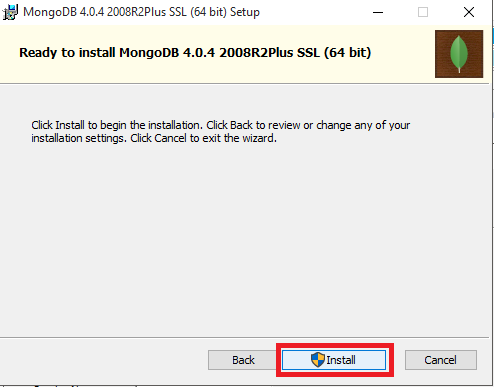 MongoDB 4.0.4 2008R2Plus SSL (64 bit) Setup
Ready to install MongoDB 4.0.4 2008R2Plus SSL (64 bit)
Click Install to begin the installation. Click Back to review or change any of your
installation settings. Click Cancel to exit the wizard.
Back
Install
Cancel